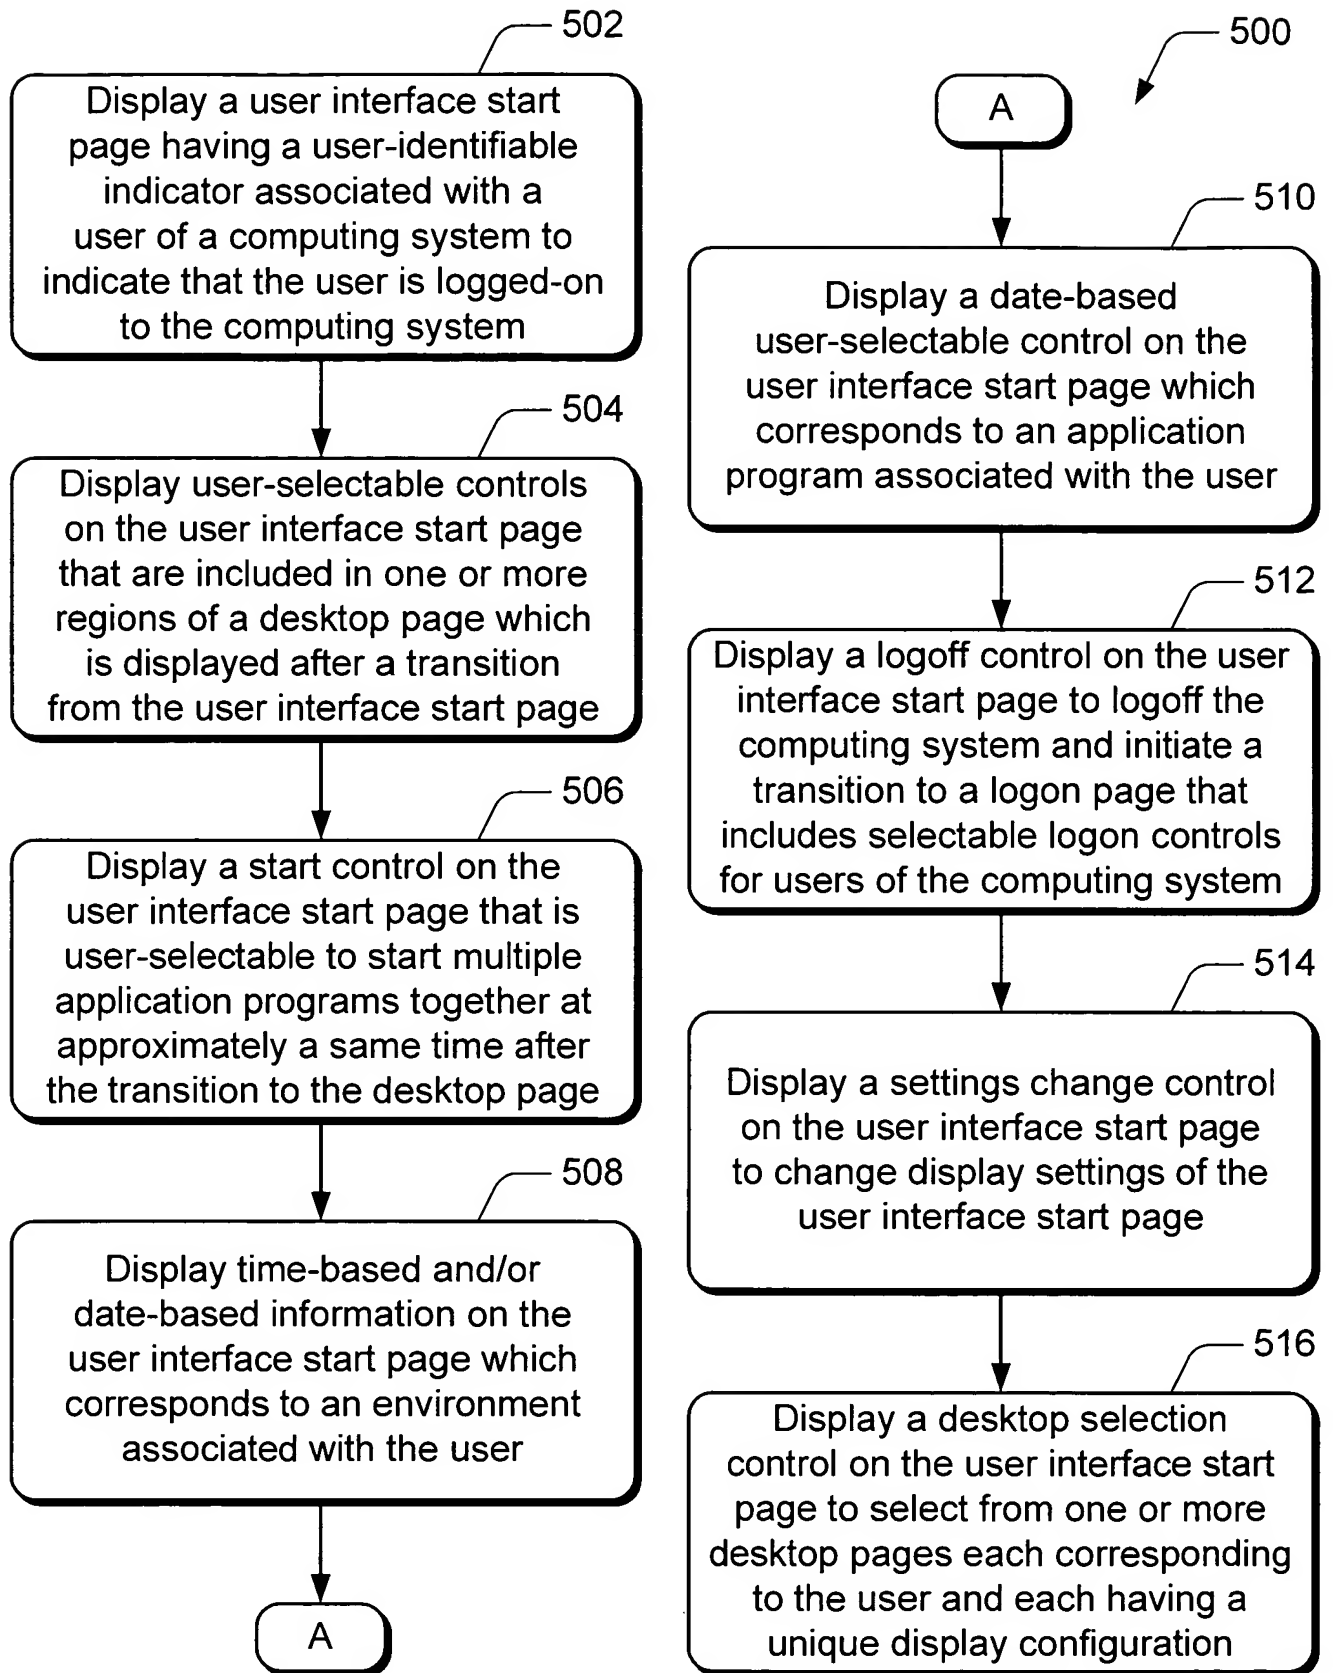 502
Display a user interface start
page having a user-identifiable
indicator associated with a
user of a computing system to
indicate that the user is logged-on
to the computing system
504
Display user-selectable controls
on the user interface start page
that are included in one or more
regions of a desktop page which
is displayed after a transition
from the user interface start page
506
Display a start control on the
user interface start page that is
user-selectable to start multiple
application programs together at
approximately a same time after
the transition to the desktop page
508
Display time-based and/or
date-based information on the
user interface start page which
corresponds to an environment
associated with the user
A
500
A
510
Display a date-based
user-selectable control on the
user interface start page which
corresponds to an application
program associated with the user
512
Display a logoff control on the user
interface start page to logoff the
computing system and initiate a
transition to a logon page that
includes selectable logon controls
for users of the computing system
514
Display a settings change control
on the user interface start page
to change display settings of the
user interface start page
516
Display a desktop selection
control on the user interface start
page to select from one or more
desktop pages each corresponding
to the user and each having a
unique display configuration